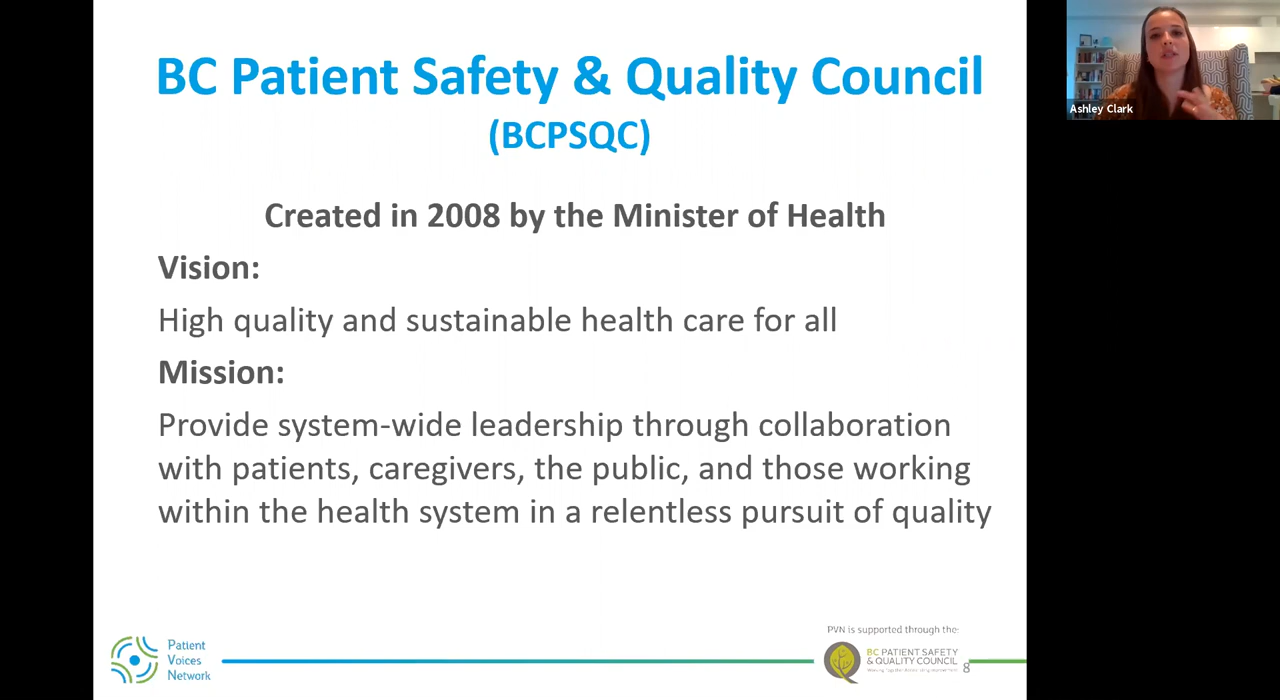 BC Patient Safety & Quality Council
(BCPSQC)
Created in 2008 by the Minister of Health
Vision:
High quality and sustainable health care for all
Mission:
Provide system-wide leadership through collaboration
with patients, caregivers, the public, and those working
within the health system in a relentless pursuit of quality
Patient
Voices
Network
PVN is supported through the:
BC PATIENT SAFETY
& QUALITY COUNCIL
8
Ashley Clark